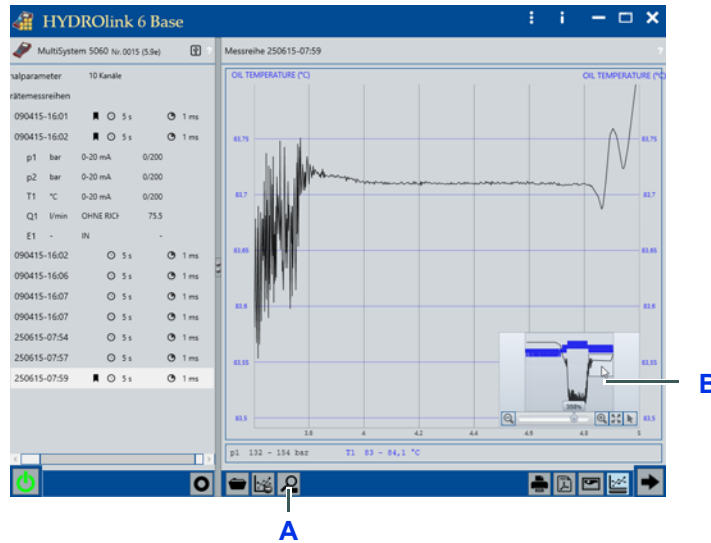 HYDROlink 6 Base
MultiSystem 5060 Nr.0015 (5.9e)
?
Messreihe 250615-07:59
?
nalparameter 10 Kanäle
rätemessreihen
090415-16:01 5 s 1 ms
090415-16:02 5 s 1 ms
p1 bar 0-20 mA 0/200
p2 bar 0-20 mA 0/200
T1 °C 0-20 mA 0/200
Q1 l/min OHNE RICH 75.5
E1 - IN -
090415-16:02 5 s 1 ms
090415-16:06 5 s 1 ms
090415-16:07 5 s 1 ms
090415-16:07 5 s 1 ms
250615-07:54 5 s 1 ms
250615-07:57 5 s 1 ms
250615-07:59 5 s 1 ms
OIL TEMPERATURE (°C) OIL TEMPERATURE (°C)
83,75 83,75
83,7 83,7
83,65 83,65
83,6 83,6
83,55 83,55
83,5 83,5
350%
3.8 4 4.2 4.4 4.6 4.8 5
p1 132 - 154 bar T1 83 - 84,1 °C
B
A